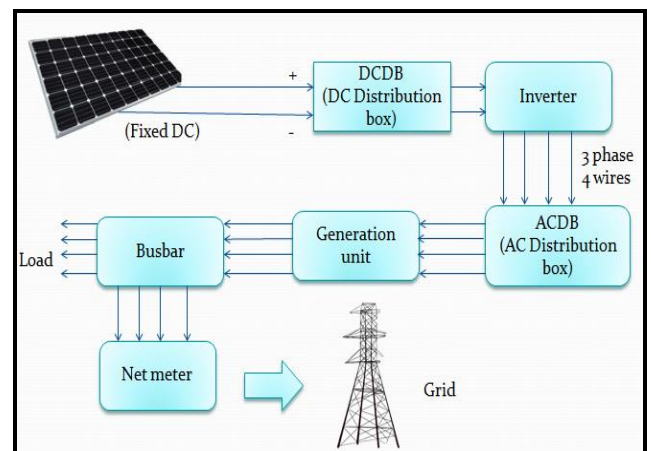 +
(Fixed DC)
-
DCDB
(DC Distribution
box)
Inverter
3 phase
4 wires
Load
Busbar
Generation
unit
ACDB
(AC Distribution
box)
Net meter
Grid